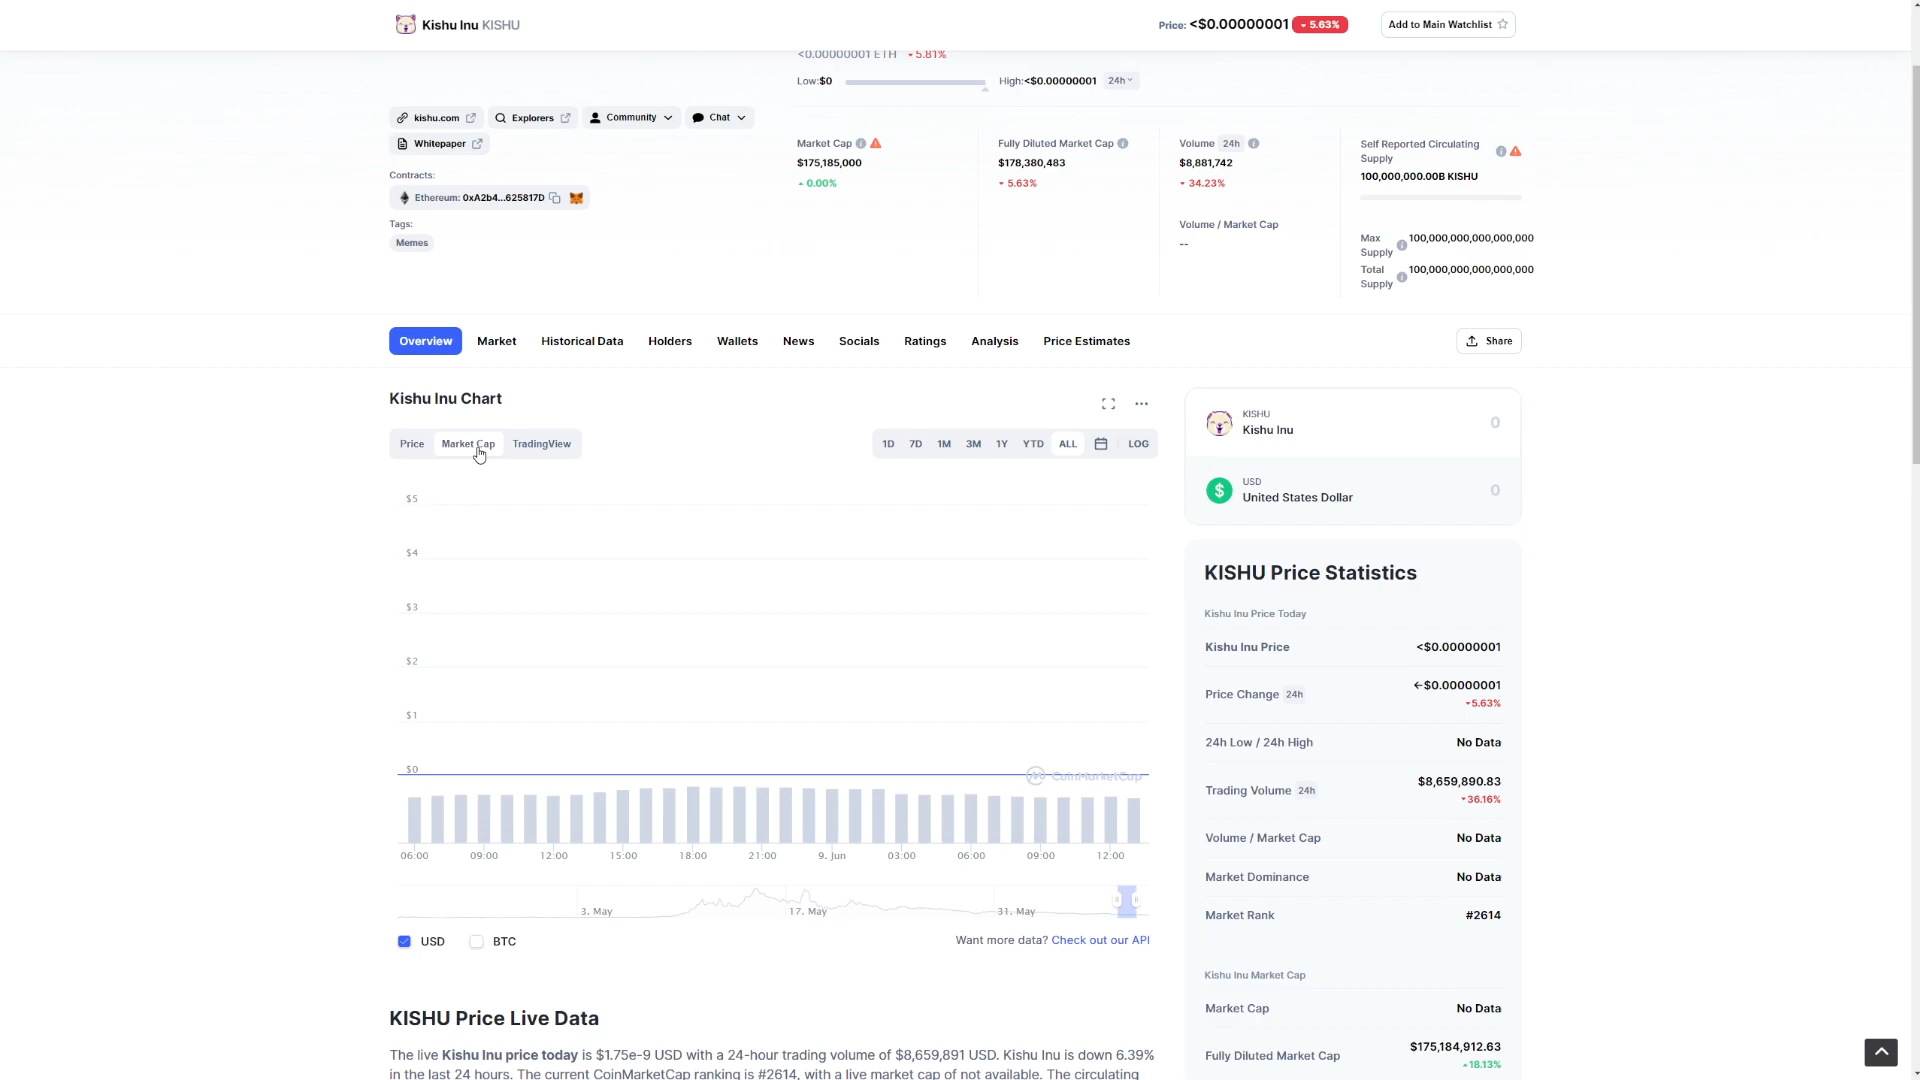 Kishu Inu KISHU
Price: <$0.00000001 5.63%
Add to Main Watchlist
<0.00000001 ETH 5.81%
Low:$0
High:<$0.00000001 24h
kishu.com
Explorers
Community
Chat
Whitepaper
Contracts:
Ethereum: 0xA2b4...625817D
Tags:
Memes
Market Cap
$175,185,000
0.00%
Fully Diluted Market Cap
$178,380,483
5.63%
Volume 24h
$8,881,742
34.23%
Volume / Market Cap
--
Self Reported Circulating
Supply
100,000,000.00B KISHU
Max
Supply
100,000,000,000,000,000
Total
Supply
100,000,000,000,000,000
Overview Market Historical Data Holders Wallets News Socials Ratings Analysis Price Estimates
Share
Kishu Inu Chart
Price Market Cap TradingView
1D 7D 1M 3M 1Y YTD ALL LOG
$5
$4
$3
$2
$1
$0
CoinMarketCap
06:00 09:00 12:00 15:00 18:00 21:00 9. Jun 03:00 06:00 09:00 12:00
3. May 17. May 31. May
USD BTC
Want more data? Check out our API
KISHU Price Live Data
The live Kishu Inu price today is $1.75e-9 USD with a 24-hour trading volume of $8,659,891 USD. Kishu Inu is down 6.39%
in the last 24 hours. The current CoinMarketCap ranking is #2614, with a live market cap of not available. The circulating
KISHU
Kishu Inu
0
USD
United States Dollar
0
KISHU Price Statistics
Kishu Inu Price Today
Kishu Inu Price <$0.00000001
Price Change 24h
<-$0.00000001
5.63%
24h Low / 24h High No Data
Trading Volume 24h
$8,659,890.83
36.16%
Volume / Market Cap No Data
Market Dominance No Data
Market Rank #2614
Kishu Inu Market Cap
Market Cap No Data
Fully Diluted Market Cap
$175,184,912.63
18.13%